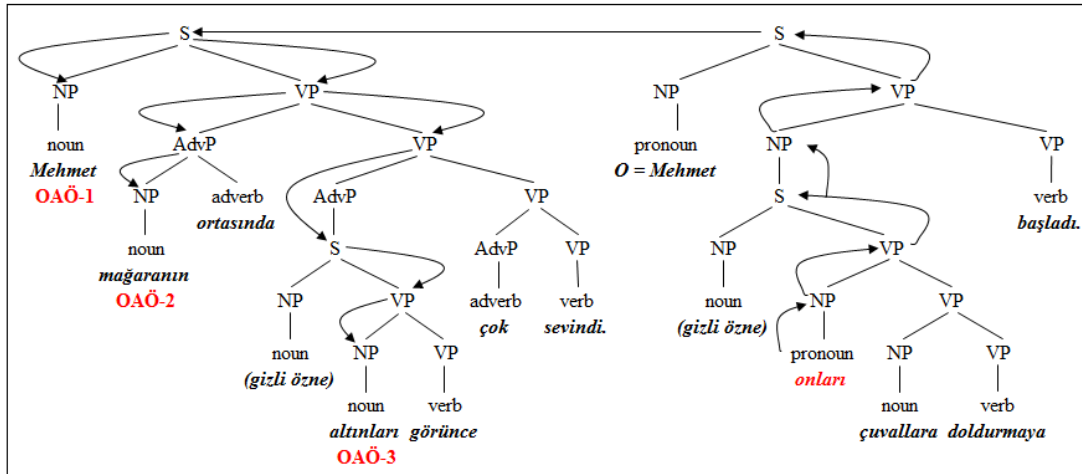 S S
NP VP NP VP
noun AdvP VP pronoun NP VP
Mehmet O = Mehmet
OAÖ-1 NP adverb AdvP VP S verb
ortasında başladı.
noun S AdvP VP NP VP
mağaranın adverb verb noun
OAÖ-2 NP VP çok sevindi. (gizli özne) NP VP
noun NP VP pronoun NP VP
(gizli özne) onları
noun verb noun verb
altınları görünce çuvallara doldurmaya
OAÖ-3